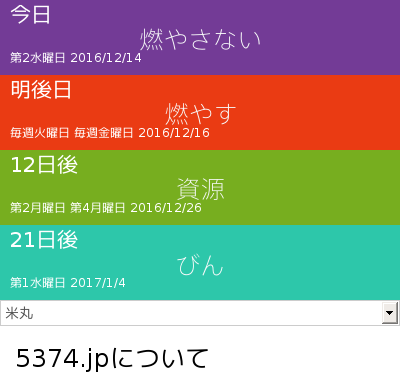 今日
燃やさない
第2水曜日 2016/12/14
明後日
燃やす
毎週火曜日 毎週金曜日 2016/12/16
12日後
資源
第2月曜日 第4月曜日 2016/12/26
21日後
びん
第1水曜日 2017/1/4
米丸
5374.jpについて